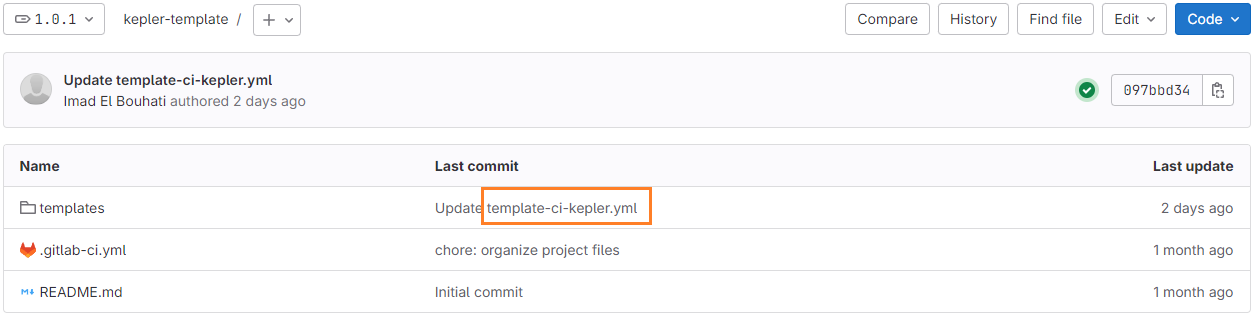 1.0.1 kepler-template / + Compare History Find file Edit Code
Update template-ci-kepler.yml
Imad El Bouhati authored 2 days ago 097bbd34
Name Last commit Last update
templates Update template-ci-kepler.yml 2 days ago
.gitlab-ci.yml chore: organize project files 1 month ago
M↓ README.md Initial commit 1 month ago